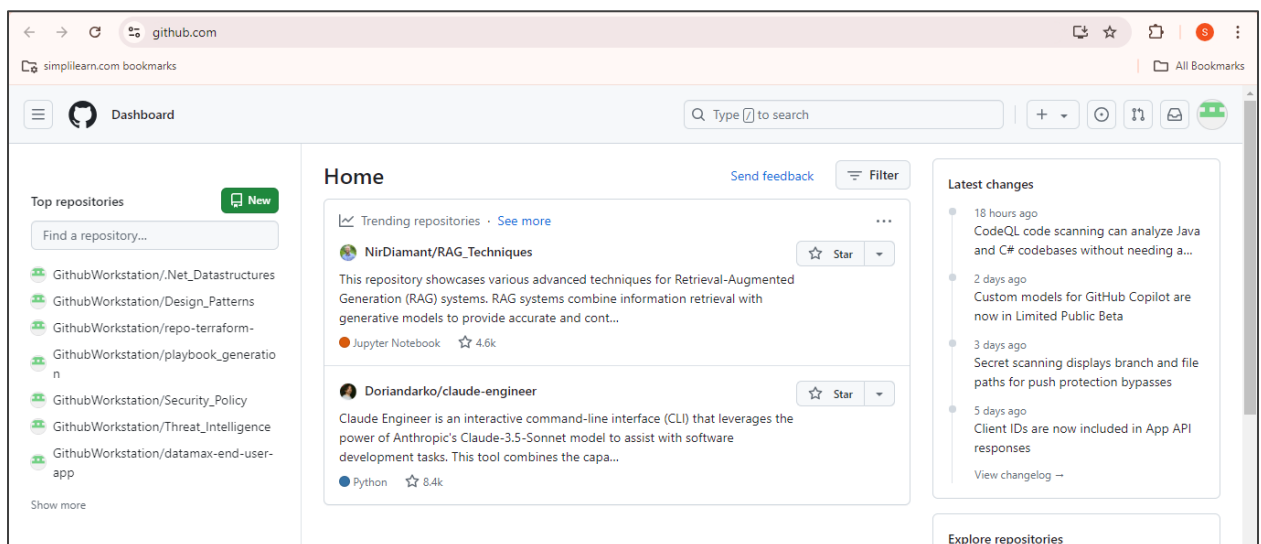 github.com
S
simplilearn.com bookmarks
All Bookmarks
Dashboard
Type / to search
Top repositories
New
Find a repository...
GithubWorkstation/.Net_Datastructures
GithubWorkstation/Design_Patterns
GithubWorkstation/repo-terraform-
GithubWorkstation/playbook_generatio
n
GithubWorkstation/Security_Policy
GithubWorkstation/Threat_Intelligence
GithubWorkstation/datamax-end-user-
app
Show more
Home
Send feedback
Filter
Trending repositories · See more
NirDiamant/RAG_Techniques
Star
This repository showcases various advanced techniques for Retrieval-Augmented
Generation (RAG) systems. RAG systems combine information retrieval with
generative models to provide accurate and cont...
Jupyter Notebook 4.6k
Doriandarko/claude-engineer
Star
Claude Engineer is an interactive command-line interface (CLI) that leverages the
power of Anthropic's Claude-3.5-Sonnet model to assist with software
development tasks. This tool combines the capa...
Python 8.4k
Latest changes
18 hours ago
CodeQL code scanning can analyze Java
and C# codebases without needing a...
2 days ago
Custom models for GitHub Copilot are
now in Limited Public Beta
3 days ago
Secret scanning displays branch and file
paths for push protection bypasses
5 days ago
Client IDs are now included in App API
responses
View changelog →
Explore repositories